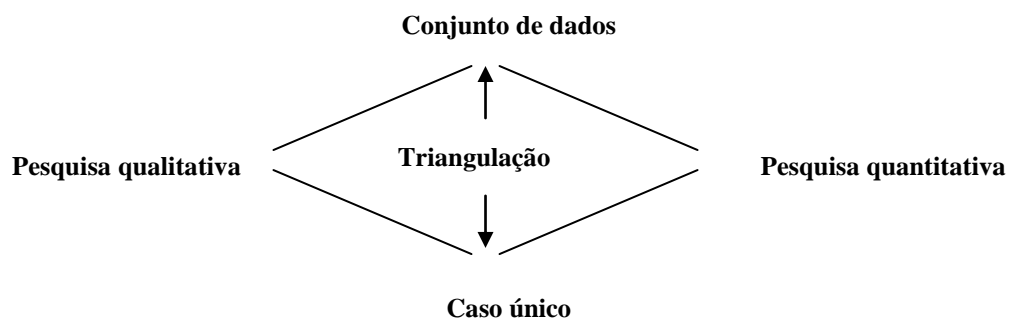 Conjunto de dados
Triangulação
Pesquisa qualitativa
Pesquisa quantitativa
Caso único